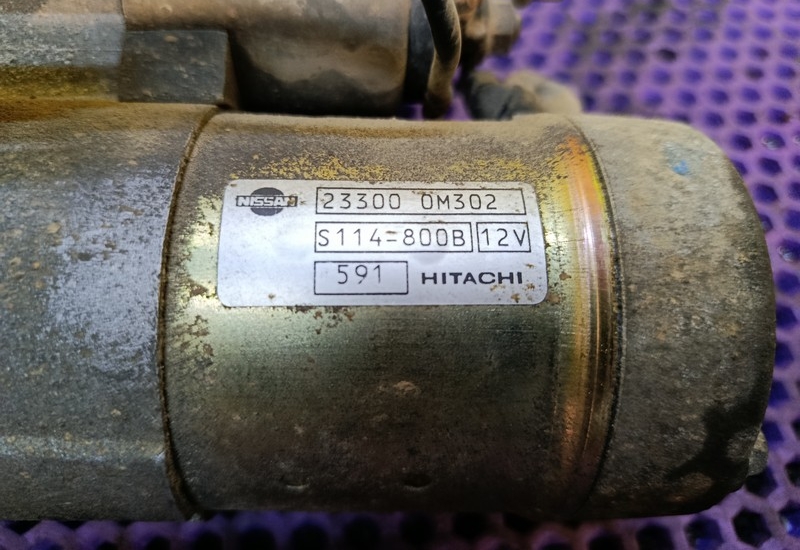 NISSAN 23300 0M302
S114-800B 12V
591 HITACHI